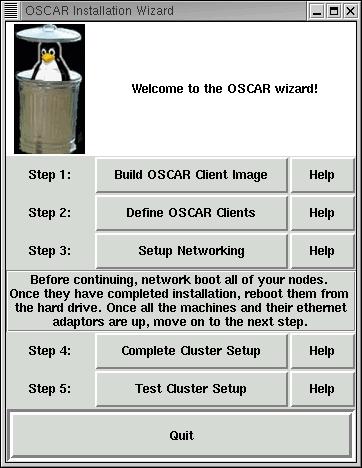 OSCAR Installation Wizard
Welcome to the OSCAR wizard!
Step 1: Build OSCAR Client Image Help
Step 2: Define OSCAR Clients Help
Step 3: Setup Networking Help
Before continuing, network boot all of your nodes.
Once they have completed installation, reboot them from
the hard drive. Once all the machines and their ethernet
adaptors are up, move on to the next step.
Step 4: Complete Cluster Setup Help
Step 5: Test Cluster Setup Help
Quit